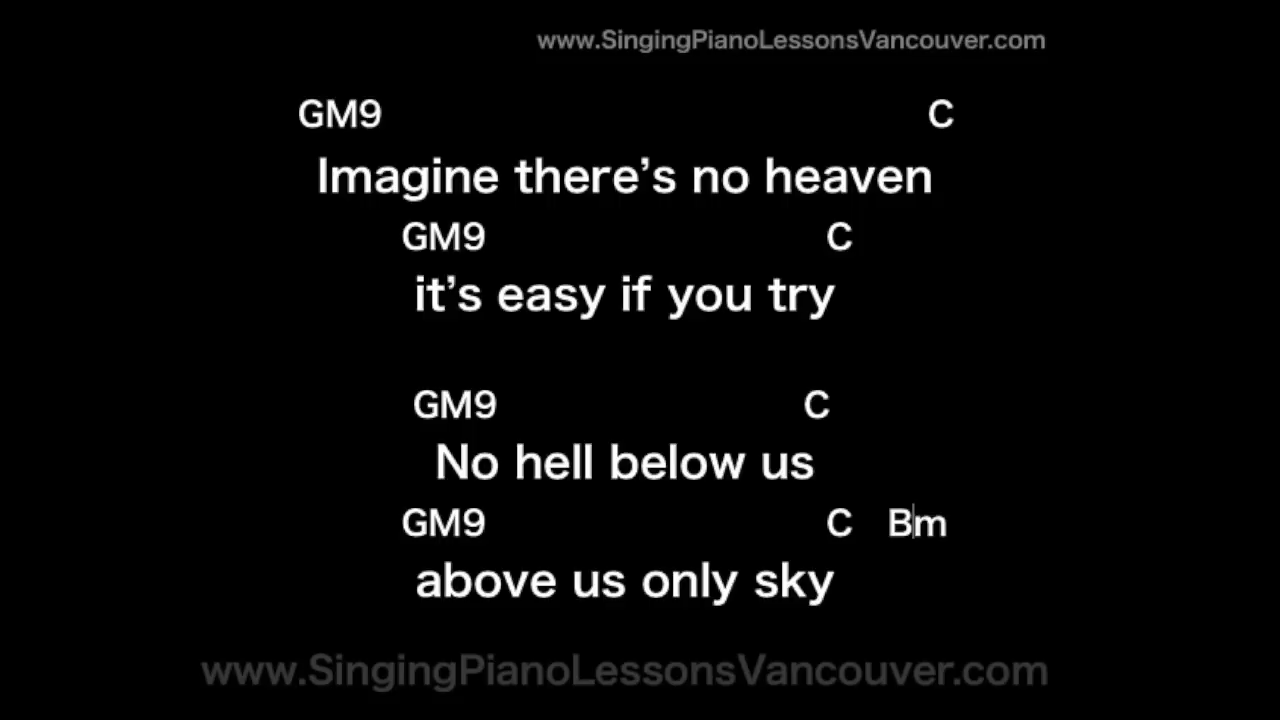 www.SingingPianoLessonsVancouver.com
GM9 C
Imagine there’s no heaven
GM9 C
it’s easy if you try
GM9 C
No hell below us
GM9 C Bm
above us only sky
www.SingingPianoLessonsVancouver.com